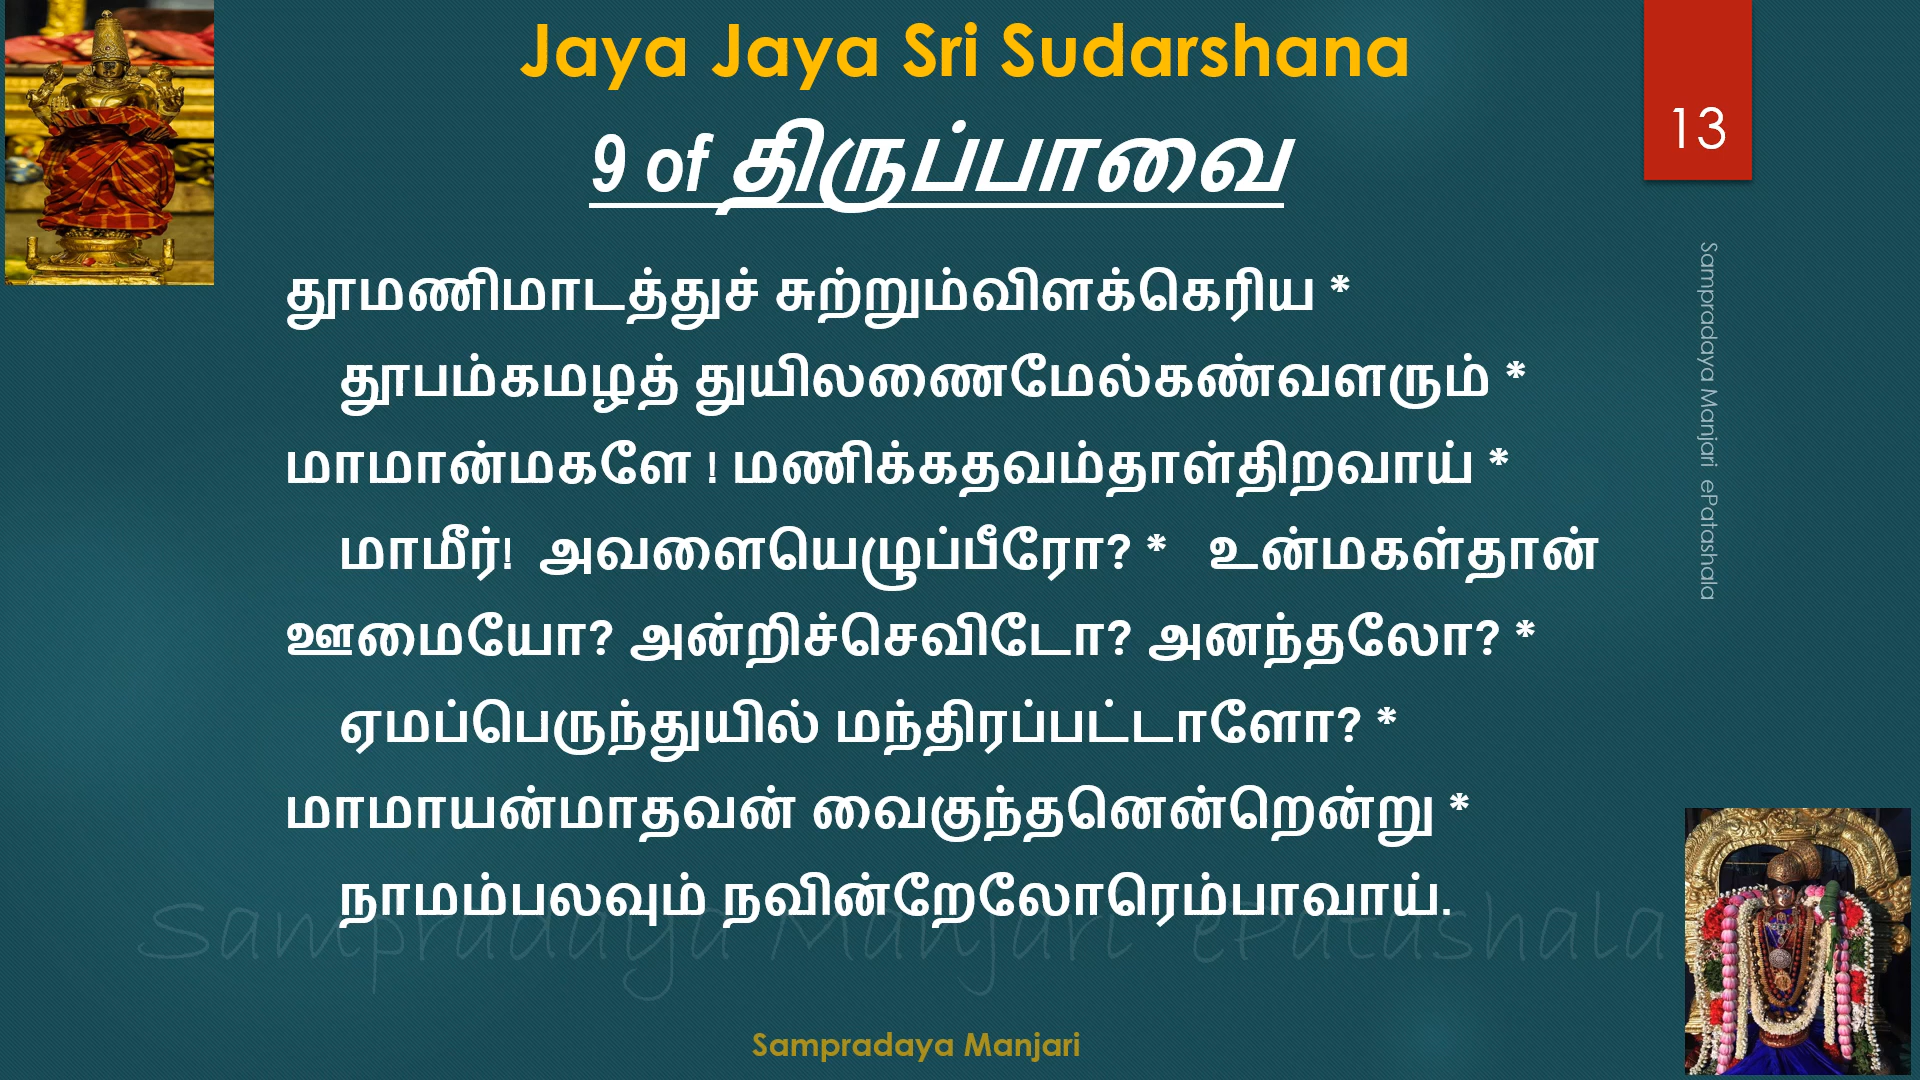 Jaya Jaya Sri Sudarshana
13
9 of திருப்பாவை
தூமணிமாடத்துச் சுற்றும்விளக்கெரிய *
தூபம்கமழத் துயிலணைமேல்கண்வளரும் *
மாமான்மகளே ! மணிக்கதவம்தாள்திறவாய் *
மாமீர்! அவளையெழுப்பீரோ? * உன்மகள்தான்
ஊமையோ? அன்றிச்செவிடோ? அனந்தலோ? *
ஏமப்பெருந்துயில் மந்திரப்பட்டாளோ? *
மாமாயன்மாதவன் வைகுந்தனென்றென்று *
நாமம்பலவும் நவின்றேலோரெம்பாவாய்.
Sampradaya Manjari ePatashala
Sampradaya Manjari ePatashala
Sampradaya Manjari